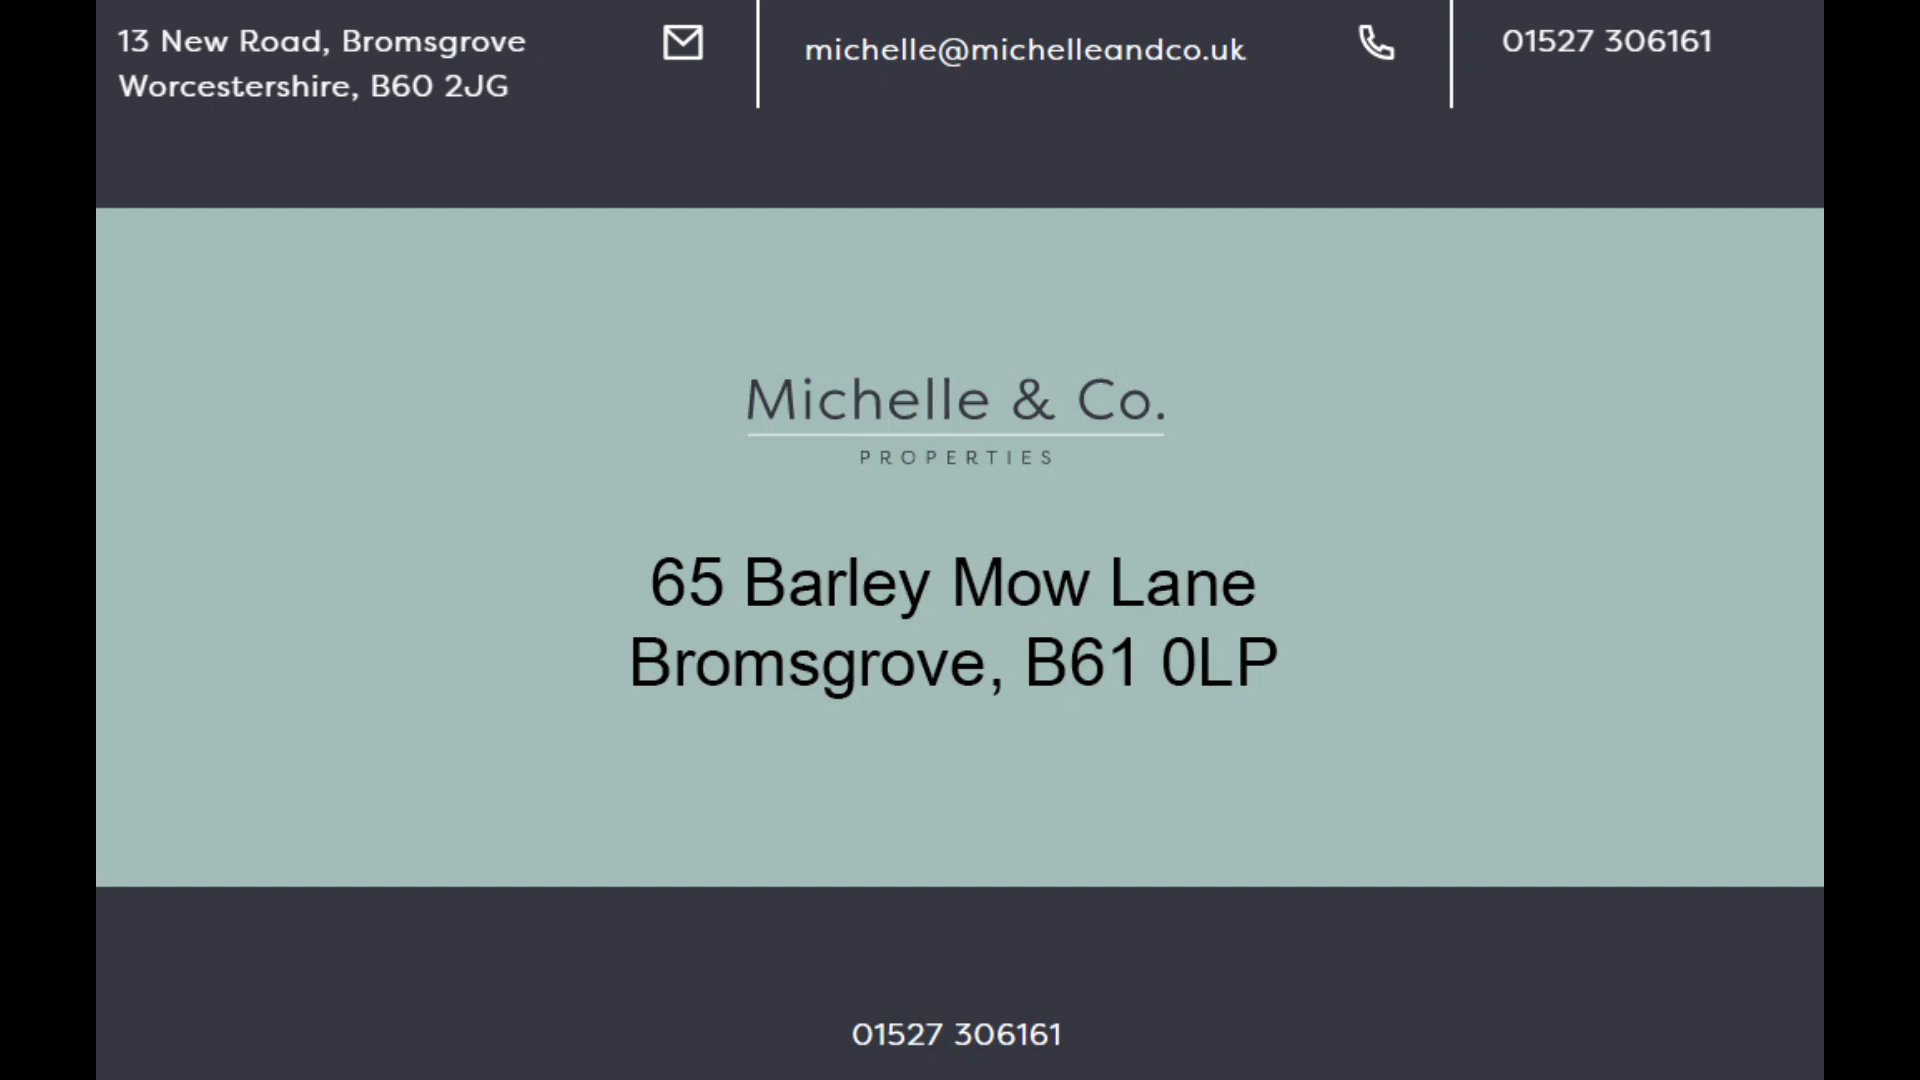 13 New Road, Bromsgrove
Worcestershire, B60 2JG
michelle@michelleandco.uk
01527 306161
Michelle & Co.
PROPERTIES
65 Barley Mow Lane
Bromsgrove, B61 0LP
01527 306161